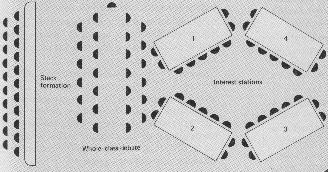 Stack
formation
Whole-class debate
1
4
Interest stations
2
3